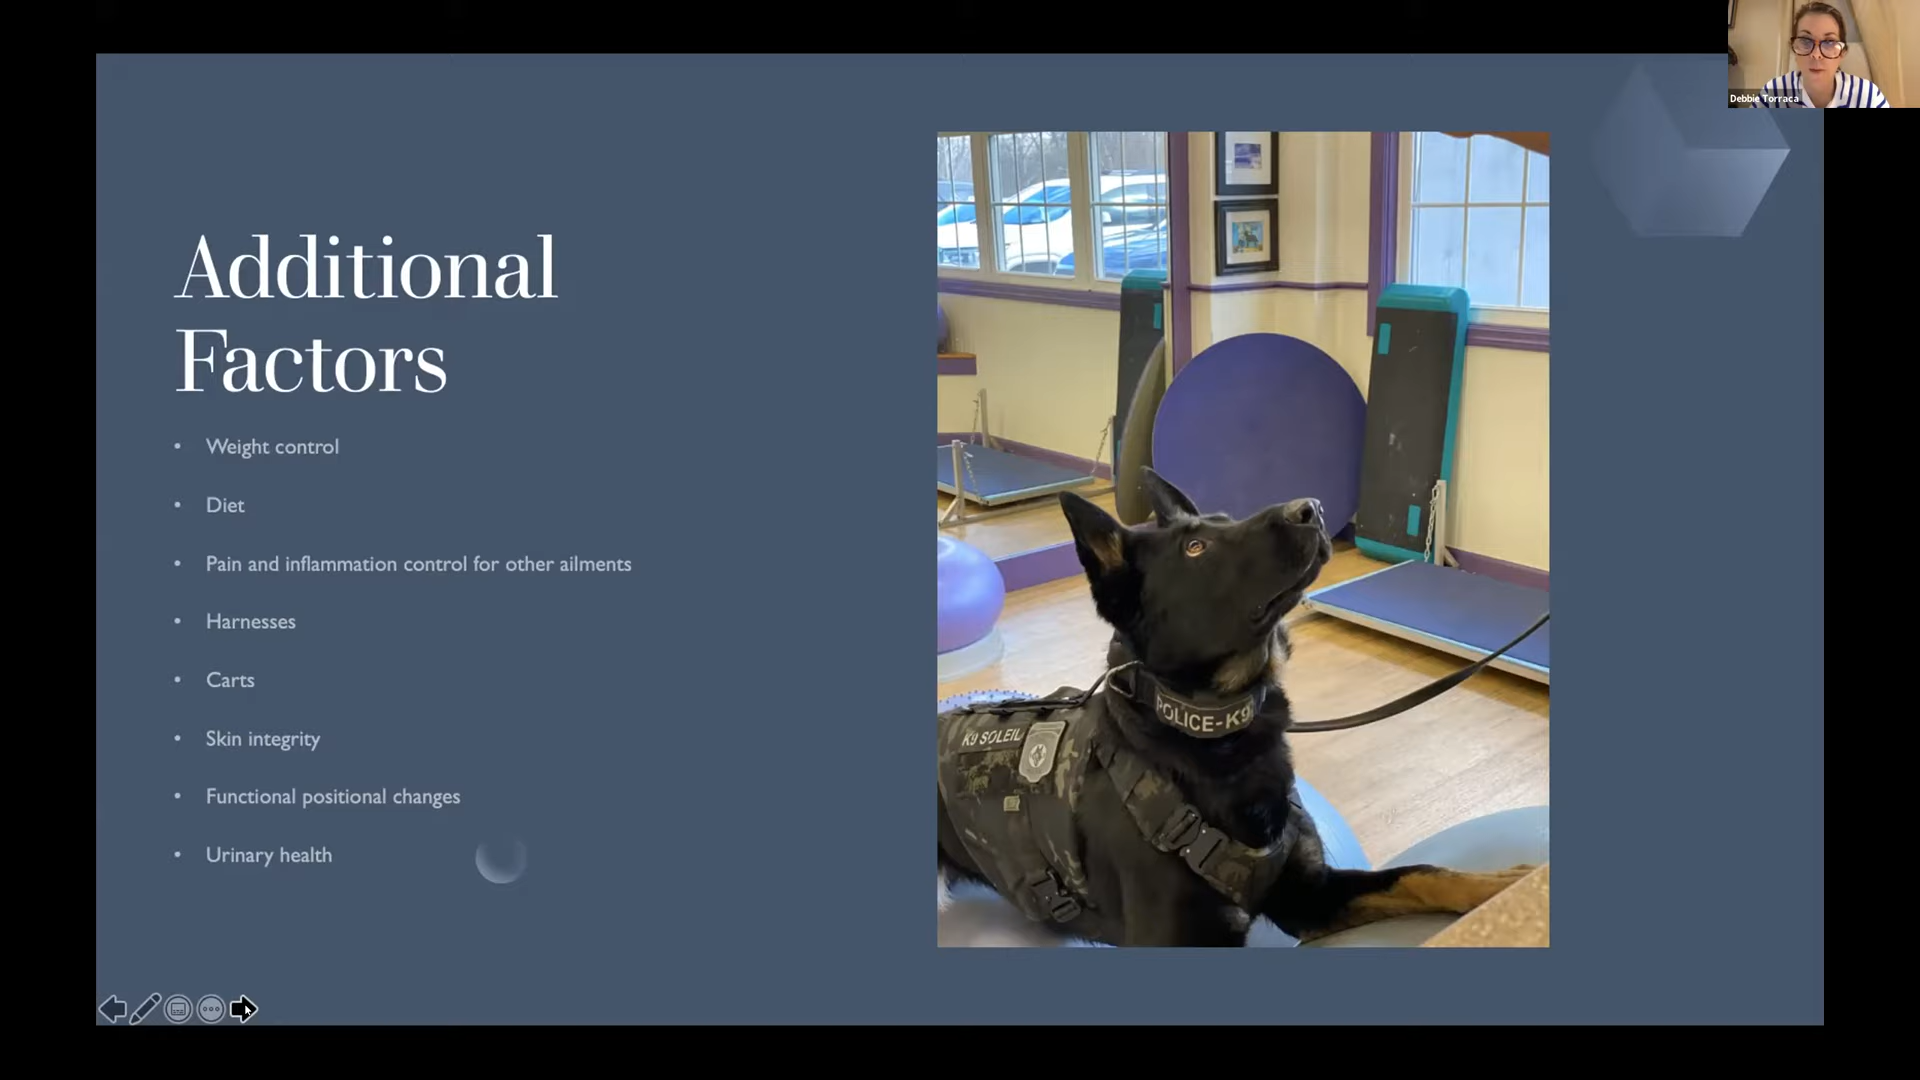 Debbie Torraca
Additional
Factors
• Weight control
• Diet
• Pain and inflammation control for other ailments
• Harnesses
• Carts
• Skin integrity
• Functional positional changes
• Urinary health
POLICE-K9
K9 SOLEIL